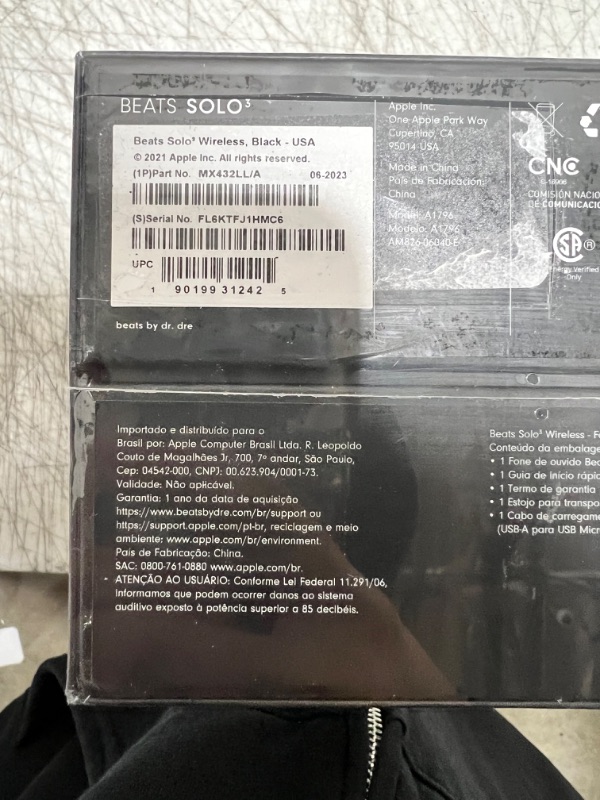 BEATS SOLO³
Beats Solo³ Wireless, Black - USA
© 2021 Apple Inc. All rights reserved.
(1P)Part No. MX432LL/A 06-2023
(S)Serial No. FL6KTFJ1HMC6
UPC
1 90199 31242 5
beats by dr. dre
Apple Inc.
One Apple Park Way
Cupertino, CA
95014 USA
Made in China
País de Fabricación:
China
Model: A1796
Modelo: A1796
CNC
COMISIÓN NACIO
DE COMUNICACIO
SA ®
Energy Verified
Only
Importado e distribuído para o
Brasil por: Apple Computer Brasil Ltda. R. Leopoldo
Couto de Magalhães Jr, 700, 7º andar, São Paulo,
Cep: 04542-000, CNPJ: 00.623.904/0001-73.
Validade: Não aplicável.
Garantia: 1 ano da data de aquisição
https://www.beatsbydre.com/br/support ou
https://support.apple.com/pt-br, reciclagem e meio
ambiente: www.apple.com/br/environment.
País de Fabricação: China.
SAC: 0800-761-0880 www.apple.com/br.
ATENÇÃO AO USUÁRIO: Conforme Lei Federal 11.291/06,
informamos que podem ocorrer danos ao sistema
auditivo exposto à potência superior a 85 decibéis.
Beats Solo³ Wireless - F
Conteúdo da embalage
• 1 Fone de ouvido Bea
• 1 Guia de início rápic
• 1 Termo de garantia
• 1 Estojo para transpo
• 1 Cabo de carregame
(USB-A para USB Micr